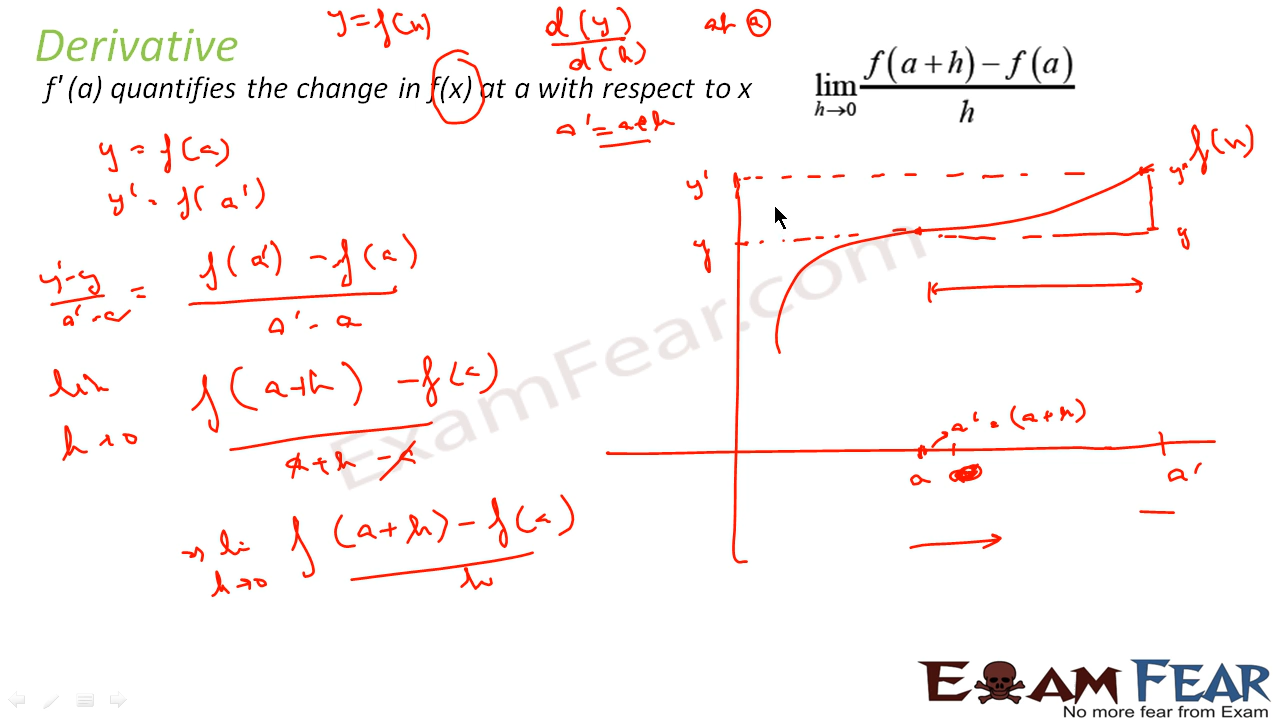 Derivative
y = f(x)
d(y)
d(x)
at a
f'(a) quantifies the change in f(x) at a with respect to x
lim h→0 f(a+h)−f(a)
h
a' = a+h
y = f(a)
y' = f(a')
y'-y = f(a') - f(a)
a'-a a' - a
lim f(a+h) - f(a)
h→0 a+h-a
⇒ lim f(a+h) - f(a)
h→0 h
f(x)
y' y'
y y
a' = (a+h)
a a'
ExamFear.com
EXAM FEAR
No more fear from Exam